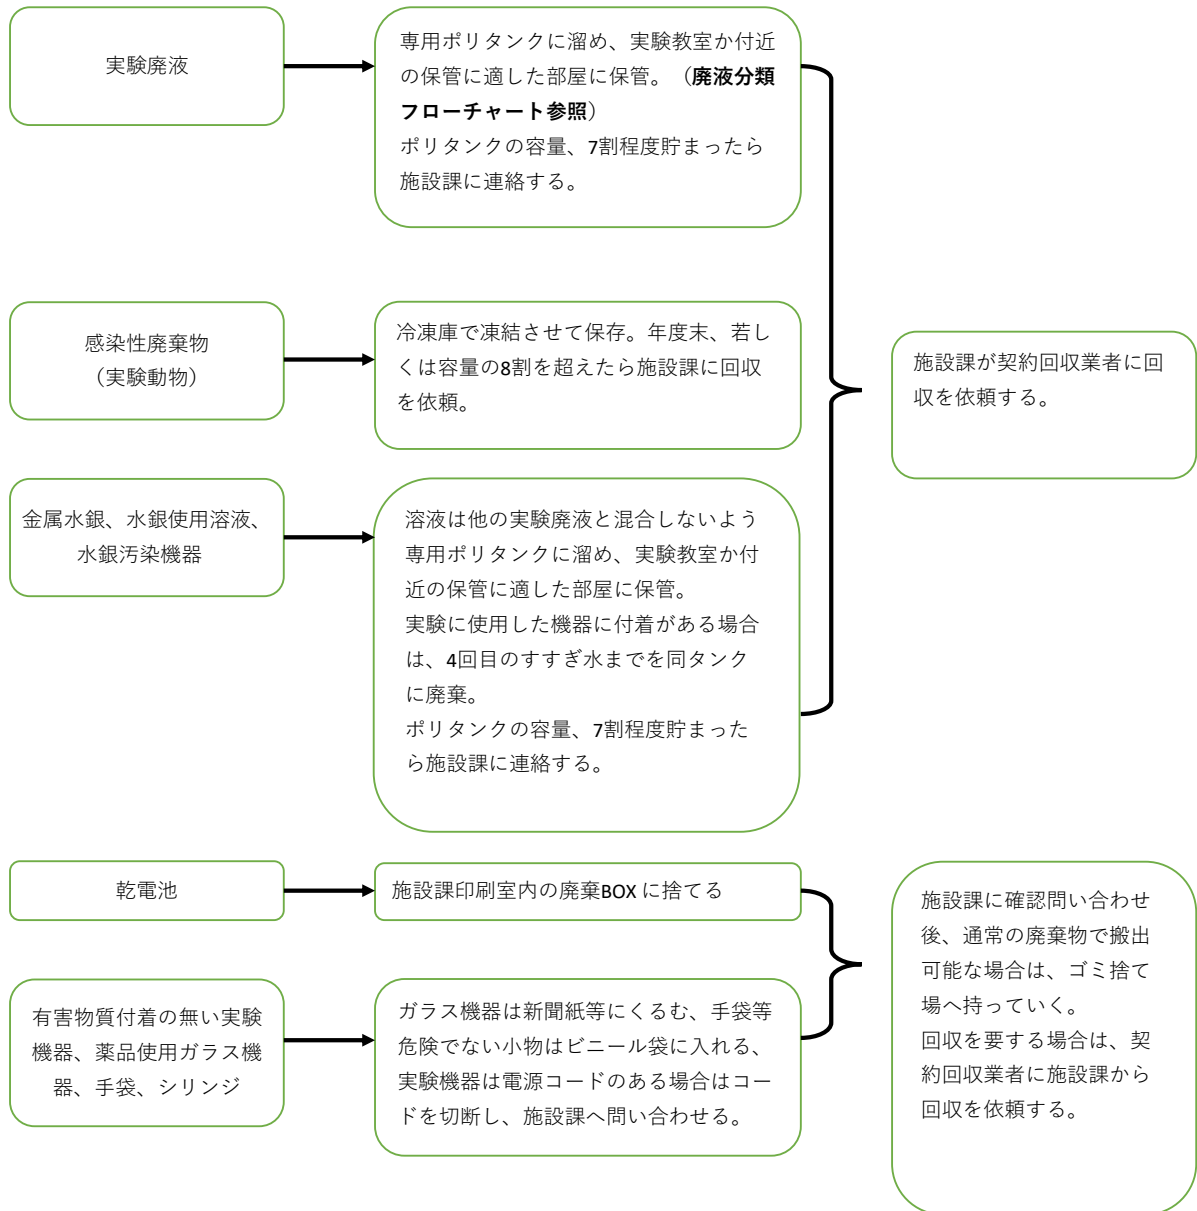 実験廃液
専用ポリタンクに溜め、実験教室か付近
の保管に適した部屋に保管。（廃液分類
フローチャート参照）
ポリタンクの容量、7割程度貯まったら
施設課に連絡する。
感染性廃棄物
（実験動物）
冷凍庫で凍結させて保存。年度末、若し
くは容量の8割を超えたら施設課に回収
を依頼。
施設課が契約回収業者に回
収を依頼する。
金属水銀、水銀使用溶液、
水銀汚染機器
溶液は他の実験廃液と混合しないよう
専用ポリタンクに溜め、実験教室か付
近の保管に適した部屋に保管。
実験に使用した機器に付着がある場合
は、4回目のすすぎ水までを同タンク
に廃棄。
ポリタンクの容量、7割程度貯まった
ら施設課に連絡する。
乾電池
施設課印刷室内の廃棄BOX に捨てる
有害物質付着の無い実験
機器、薬品使用ガラス機
器、手袋、シリンジ
ガラス機器は新聞紙等にくるむ、手袋等
危険でない小物はビニール袋に入れる、
実験機器は電源コードのある場合はコー
ドを切断し、施設課へ問い合わせる。
施設課に確認問い合わせ
後、通常の廃棄物で搬出
可能な場合は、ゴミ捨て
場へ持っていく。
回収を要する場合は、契
約回収業者に施設課から
回収を依頼する。